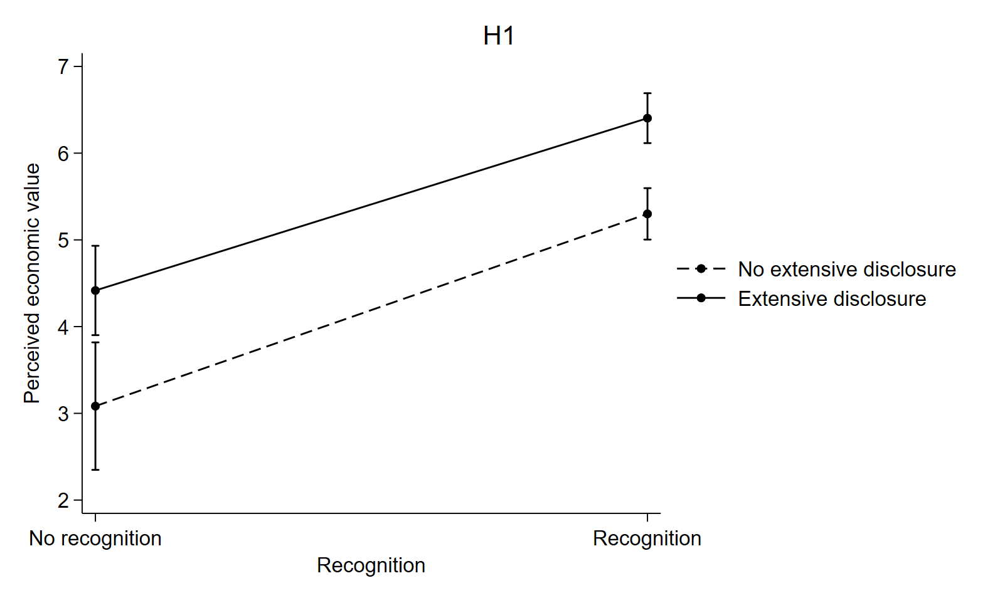 H1
7
6
5
4
3
2
Perceived economic value
No recognition
Recognition
Recognition
No extensive disclosure
Extensive disclosure